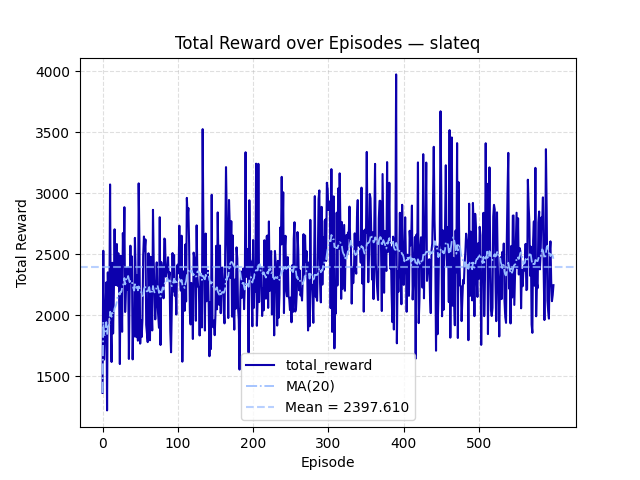 Total Reward over Episodes — slateq
Total Reward
4000
3500
3000
2500
2000
1500
total_reward
MA(20)
Mean = 2397.610
0 100 200 300 400 500
Episode